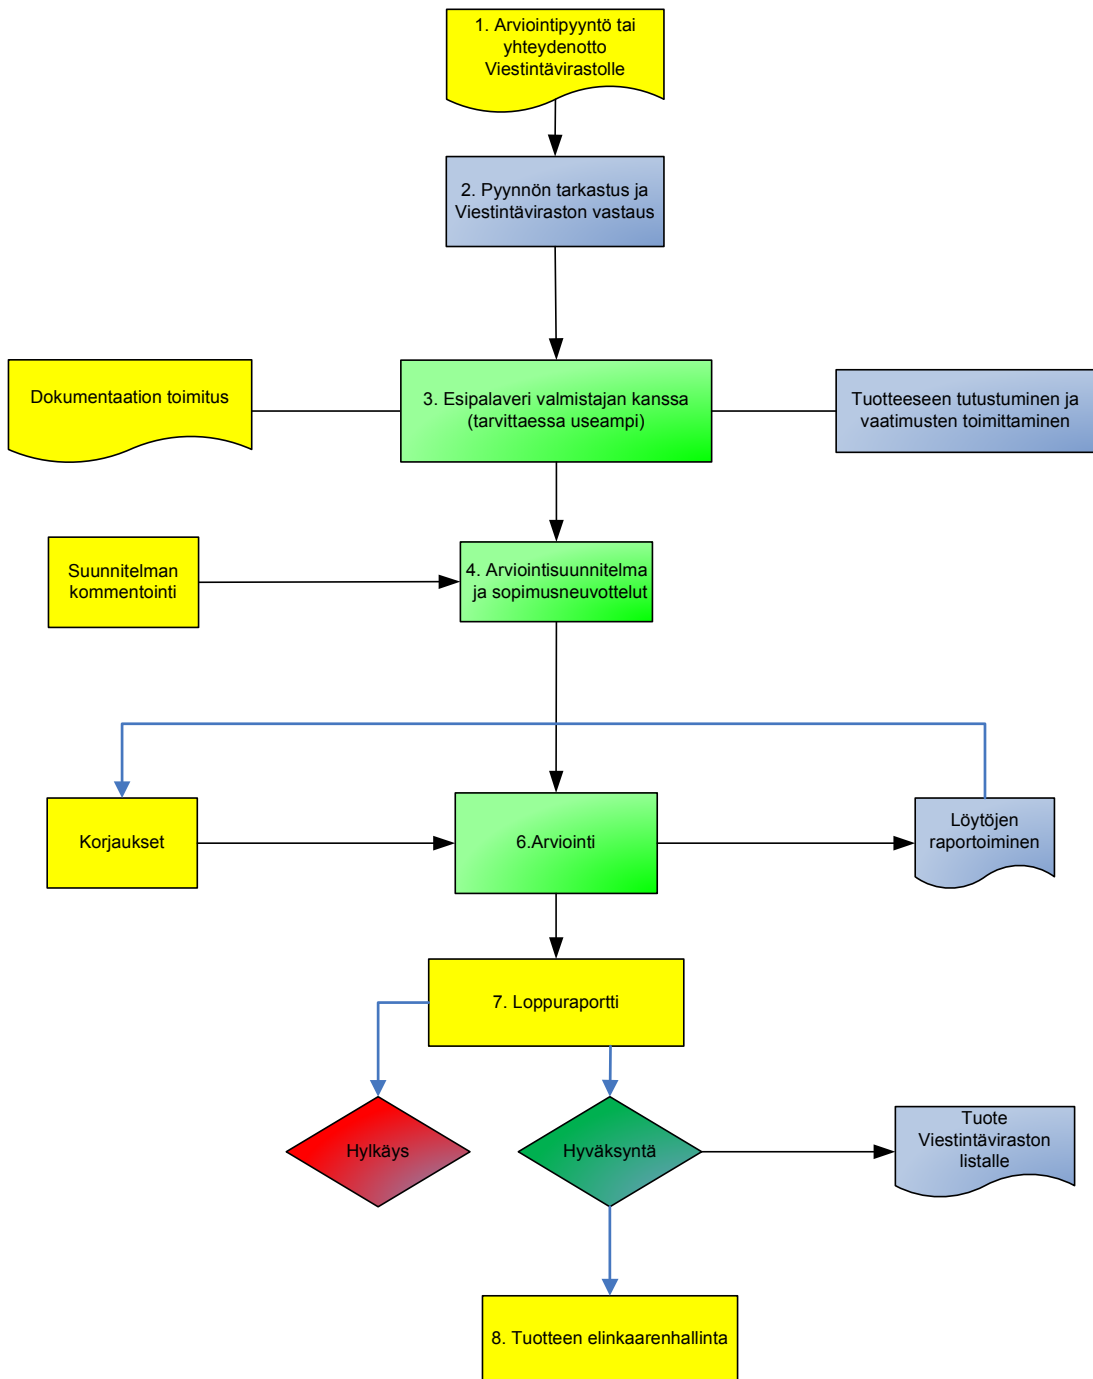 1. Arviointipyyntö tai
yhteydenotto
Viestintävirastolle
2. Pyynnön tarkastus ja
Viestintäviraston vastaus
Dokumentaation toimitus
3. Esipalaveri valmistajan kanssa
(tarvittaessa useampi)
Tuotteeseen tutustuminen ja
vaatimusten toimittaminen
Suunnitelman
kommentointi
4. Arviointisuunnitelma
ja sopimusneuvottelut
Korjaukset
6.Arviointi
Löytöjen
raportoiminen
7. Loppuraportti
Hylkäys
Hyväksyntä
Tuote
Viestintäviraston
listalle
8. Tuotteen elinkaarenhallinta